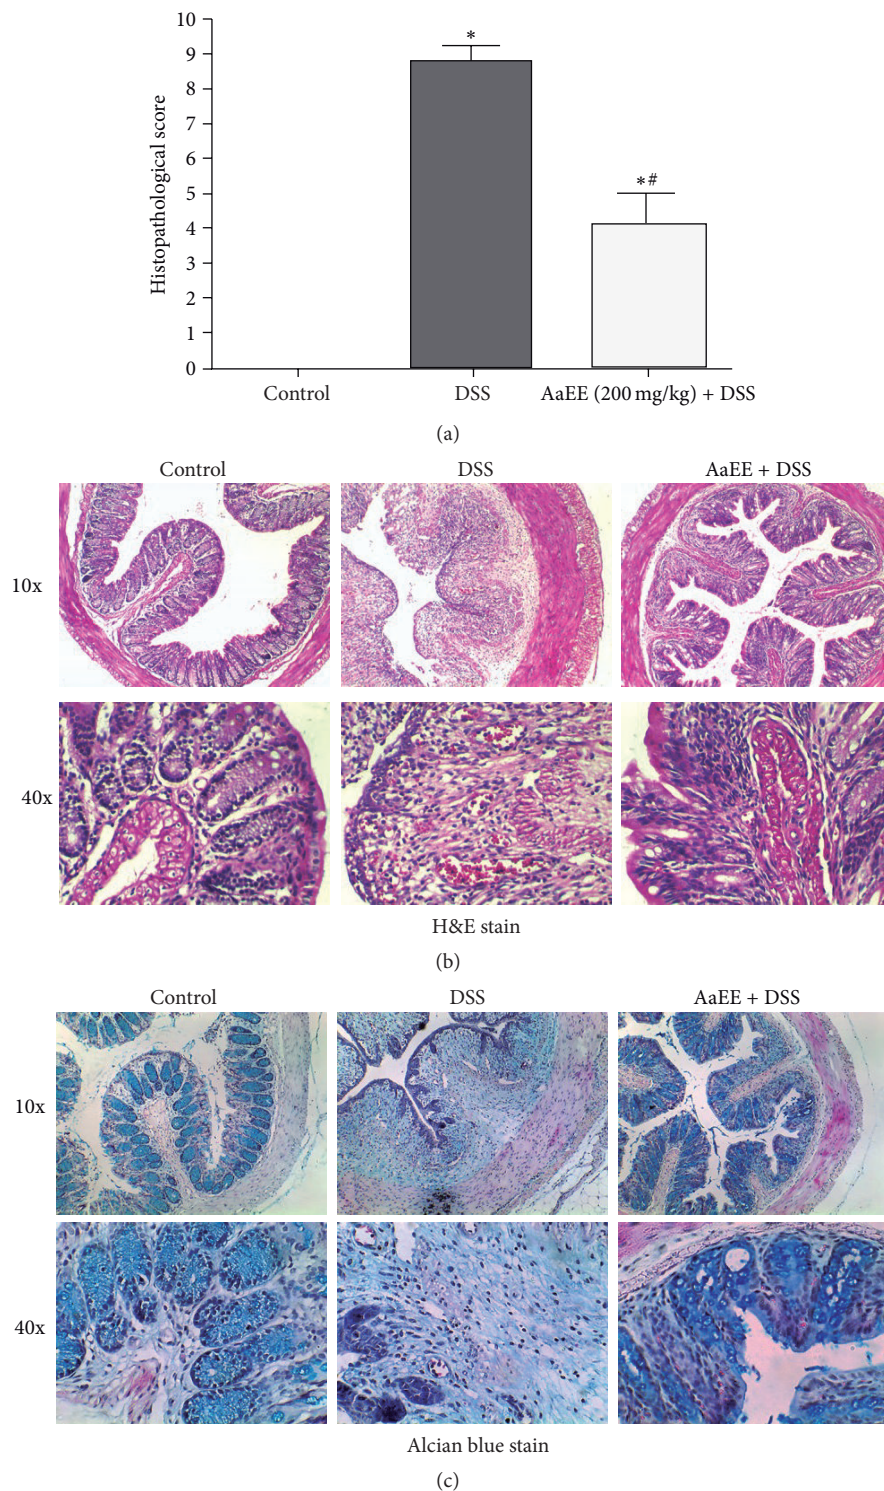 10
9
8
7
6
5
4
3
2
1
0
Histopathological score
*
*#
Control DSS AaEE (200 mg/kg) + DSS
(a)
Control DSS AaEE + DSS
10x
40x
H&E stain
(b)
Control DSS AaEE + DSS
10x
40x
Alcian blue stain
(c)